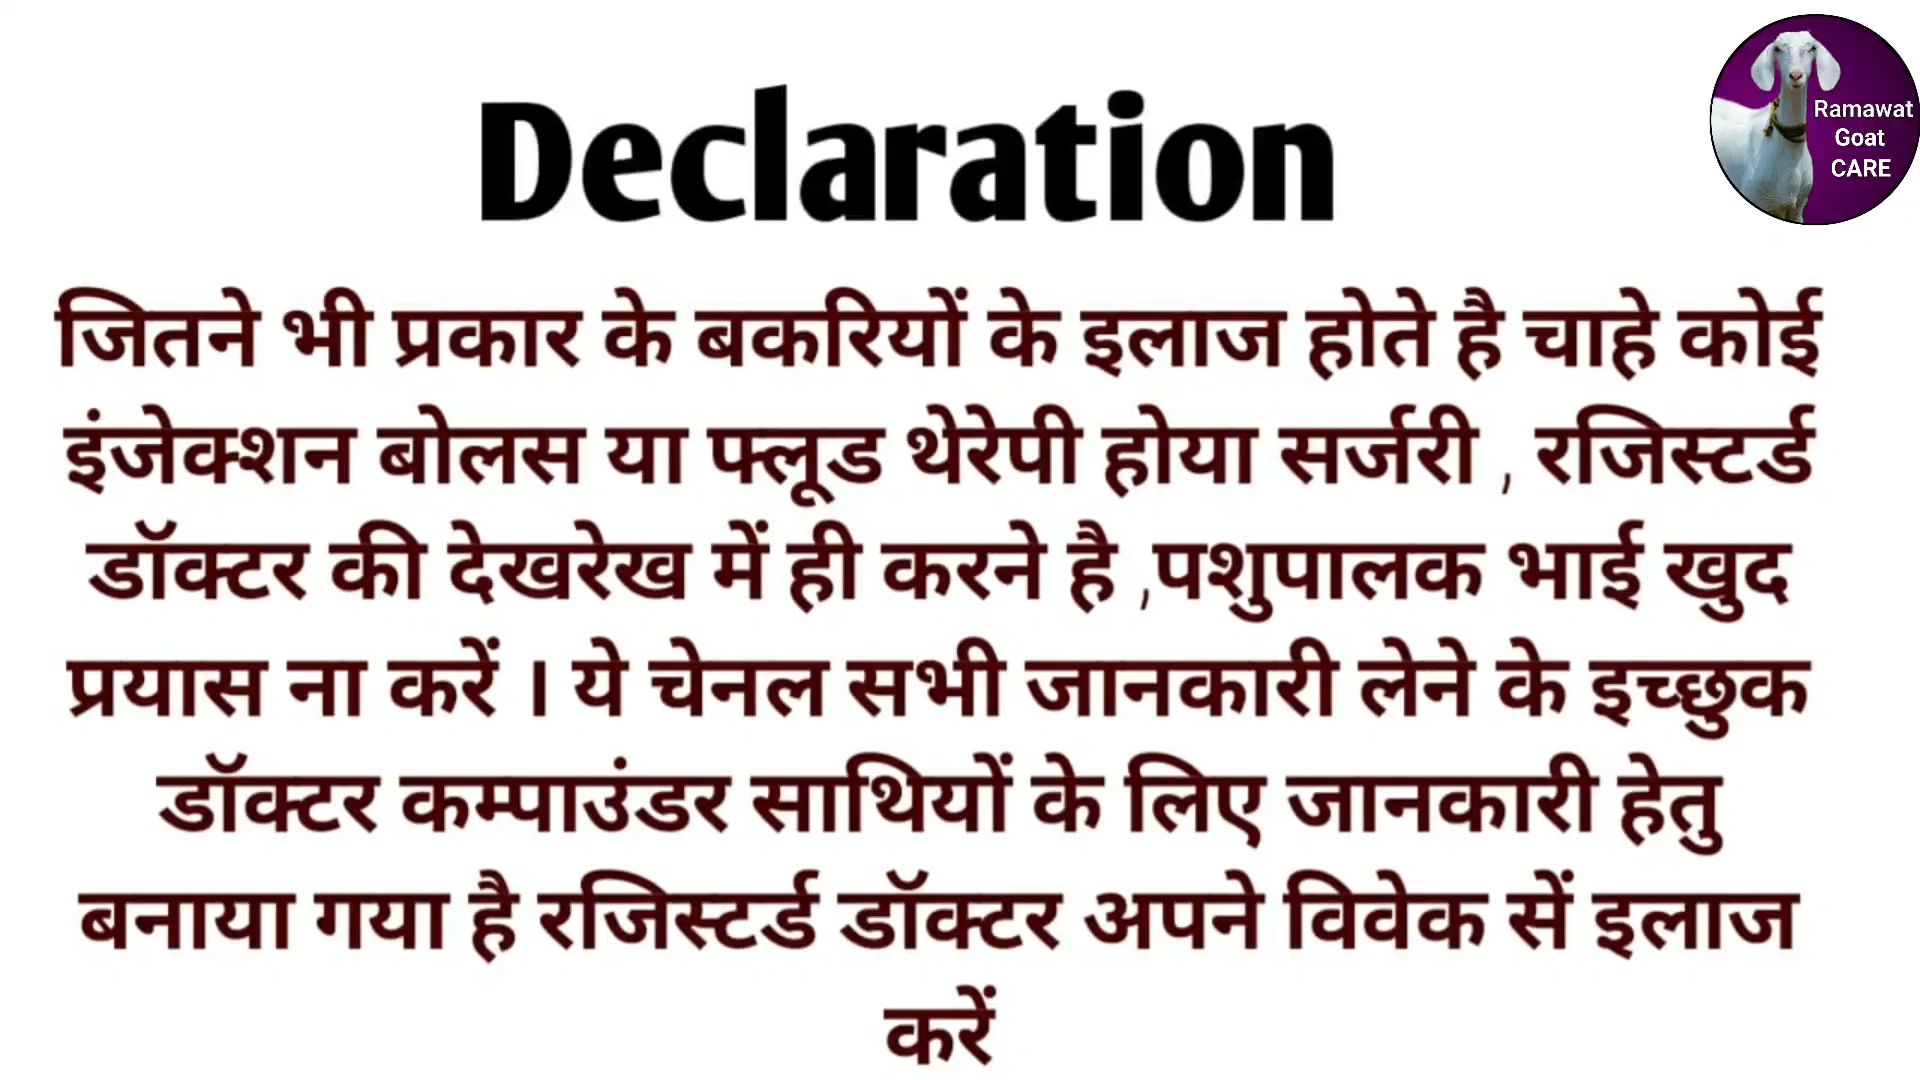 Declaration
Ramawat
Goat
CARE
जितने भी प्रकार के बकरियों के इलाज होते है चाहे कोई
इंजेक्शन बोलस या फ्लूड थेरेपी होया सर्जरी , रजिस्टर्ड
डॉक्टर की देखरेख में ही करने है ,पशुपालक भाई खुद
प्रयास ना करें । ये चेनल सभी जानकारी लेने के इच्छुक
डॉक्टर कम्पाउंडर साथियों के लिए जानकारी हेतु
बनाया गया है रजिस्टर्ड डॉक्टर अपने विवेक सें इलाज
करें